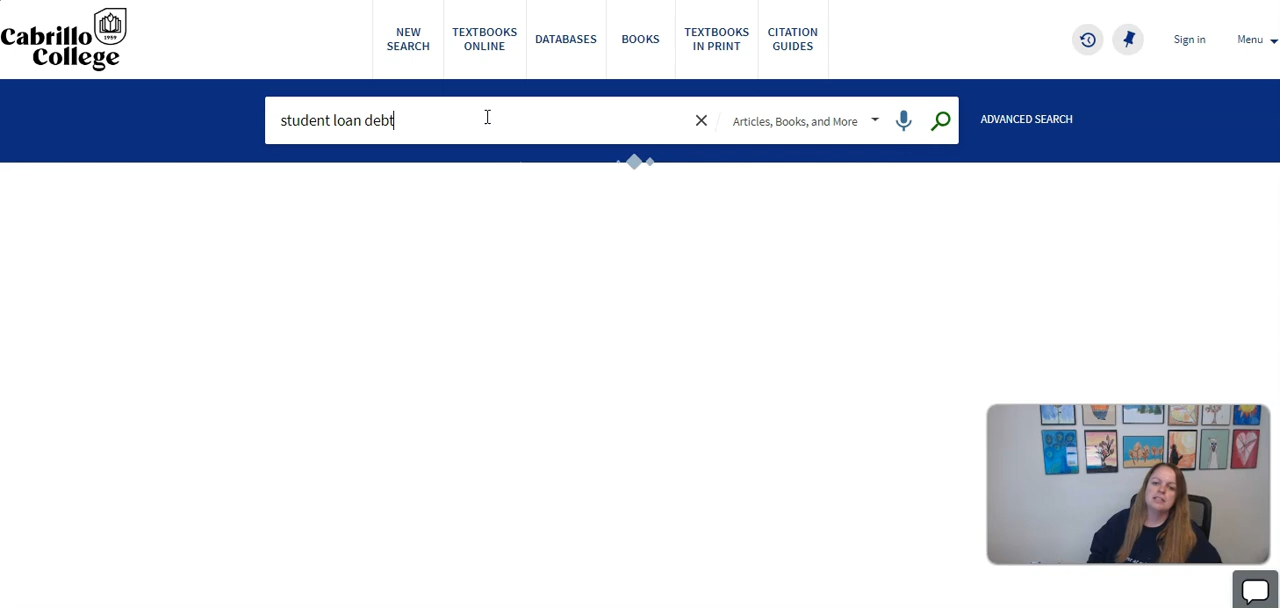 Cabrillo College
1959
NEW SEARCH
TEXTBOOKS ONLINE
DATABASES
BOOKS
TEXTBOOKS IN PRINT
CITATION GUIDES
Sign in
Menu
student loan debt
Articles, Books, and More
ADVANCED SEARCH